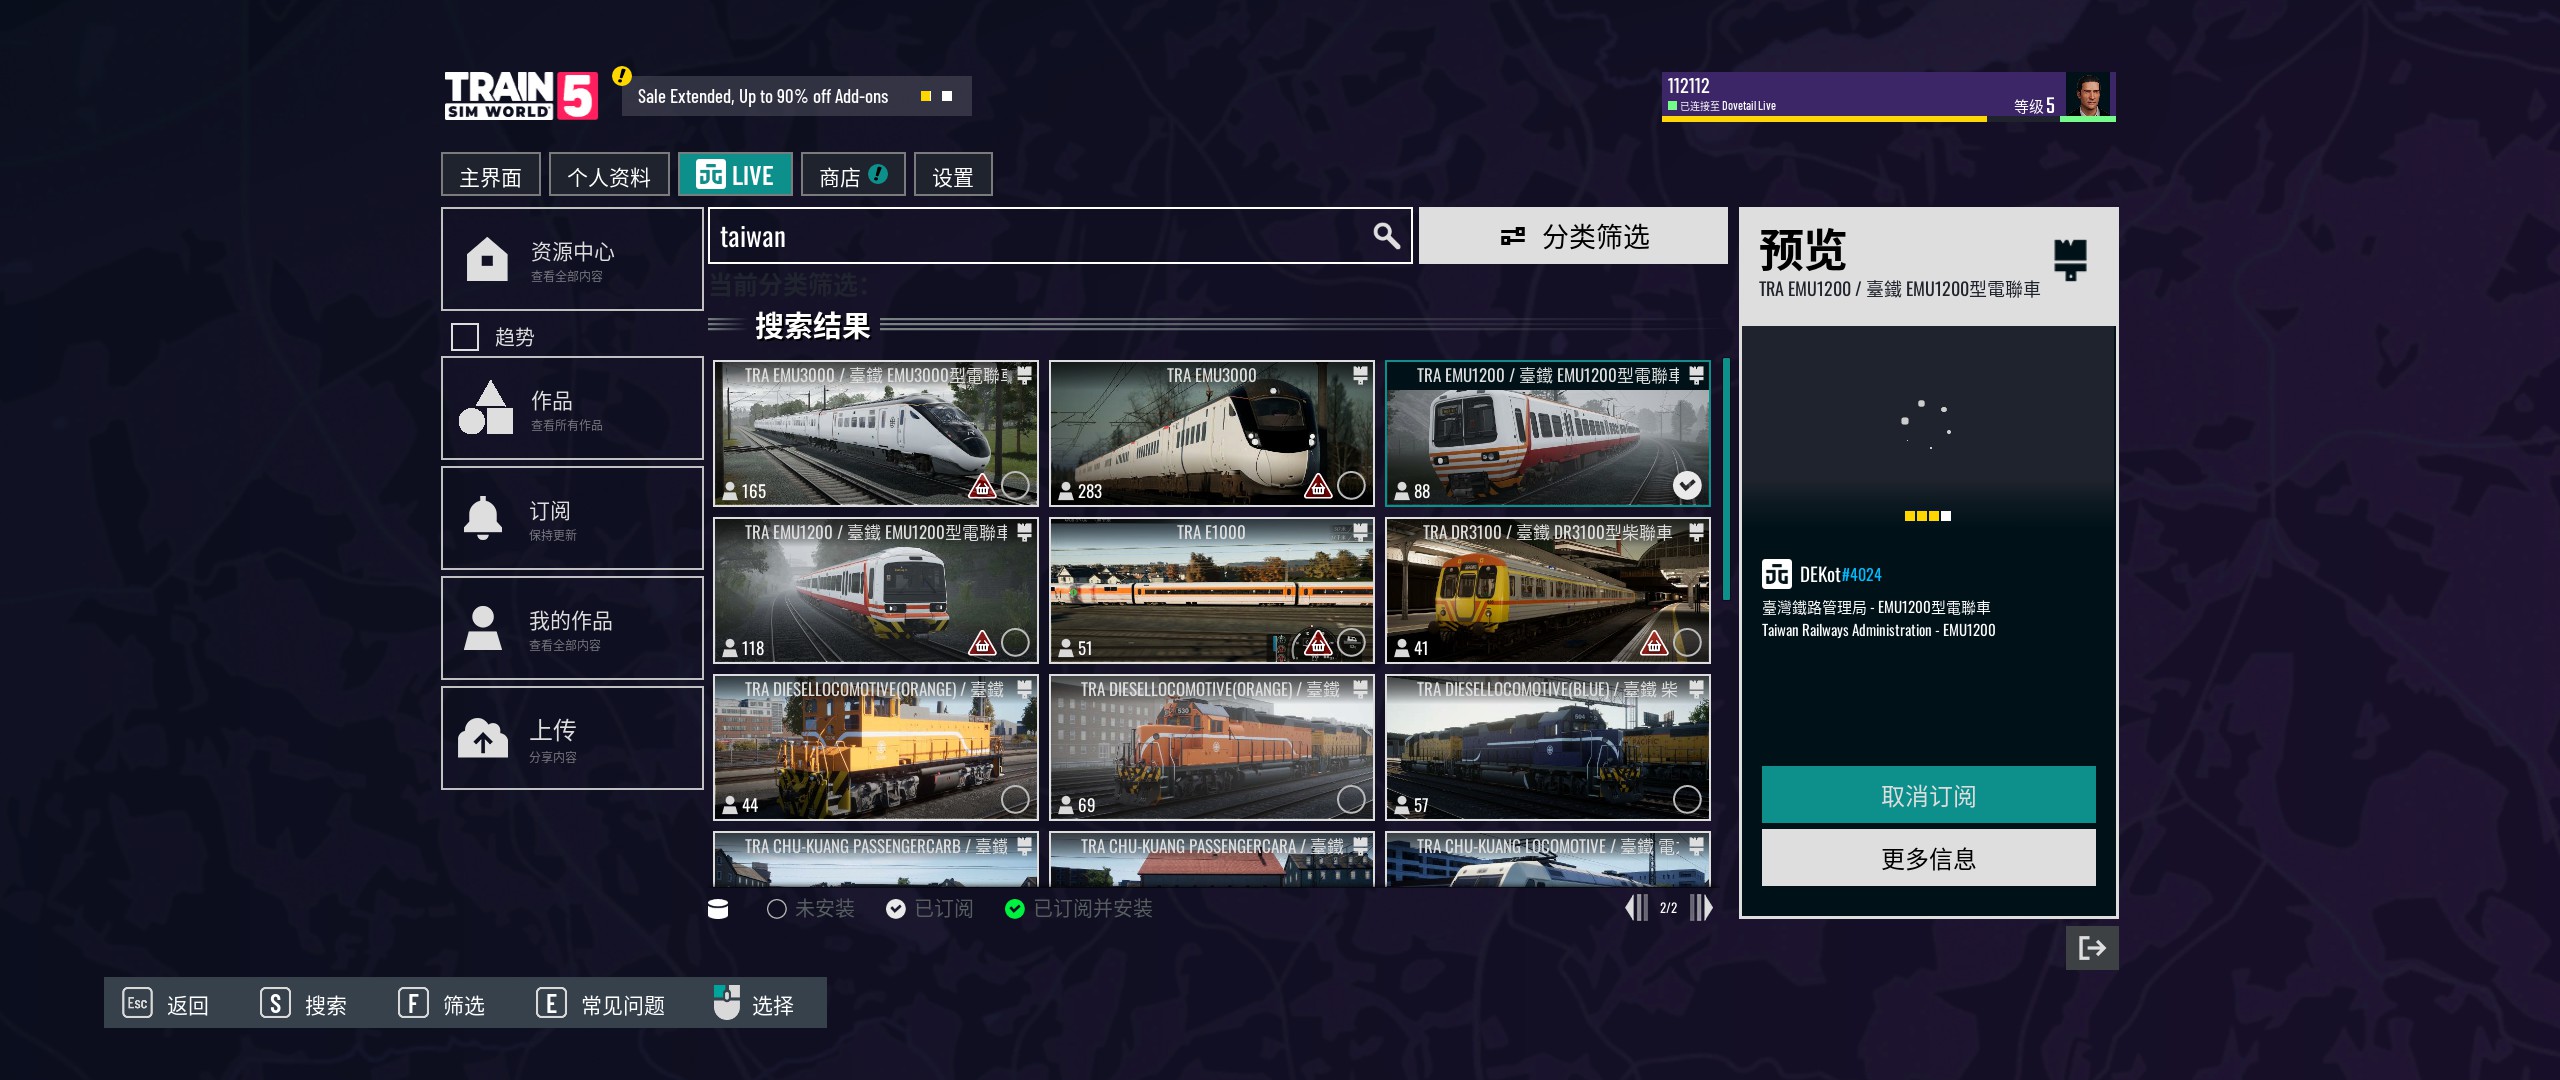 TRAIN SIM WORLD 5
Sale Extended, Up to 90% off Add-ons
112112
已连接至 Dovetail Live
等级 5
主界面
个人资料
LIVE
商店
设置
资源中心
查看全部内容
趋势
作品
查看所有作品
订阅
保持更新
我的作品
查看全部内容
上传
分享内容
taiwan
分类筛选
当前分类筛选:
搜索结果
TRA EMU3000 / 臺鐵 EMU3000型電聯車
165
TRA EMU3000
283
TRA EMU1200 / 臺鐵 EMU1200型電聯車
88
TRA EMU1200 / 臺鐵 EMU1200型電聯車
118
TRA E1000
51
TRA DR3100 / 臺鐵 DR3100型柴聯車
41
TRA DIESELLOCOMOTIVE(ORANGE) / 臺鐵
44
TRA DIESELLOCOMOTIVE(ORANGE) / 臺鐵
69
TRA DIESELLOCOMOTIVE(BLUE) / 臺鐵 柴
57
TRA CHU-KUANG PASSENGERCARB / 臺鐵
TRA CHU-KUANG PASSENGERCARA / 臺鐵
TRA CHU-KUANG LOCOMOTIVE / 臺鐵 電
未安装
已订阅
已订阅并安装
2/2
预览
TRA EMU1200 / 臺鐵 EMU1200型電聯車
DEKot#4024
臺灣鐵路管理局 - EMU1200型電聯車
Taiwan Railways Administration - EMU1200
取消订阅
更多信息
Esc 返回
S 搜索
F 筛选
E 常见问题
选择